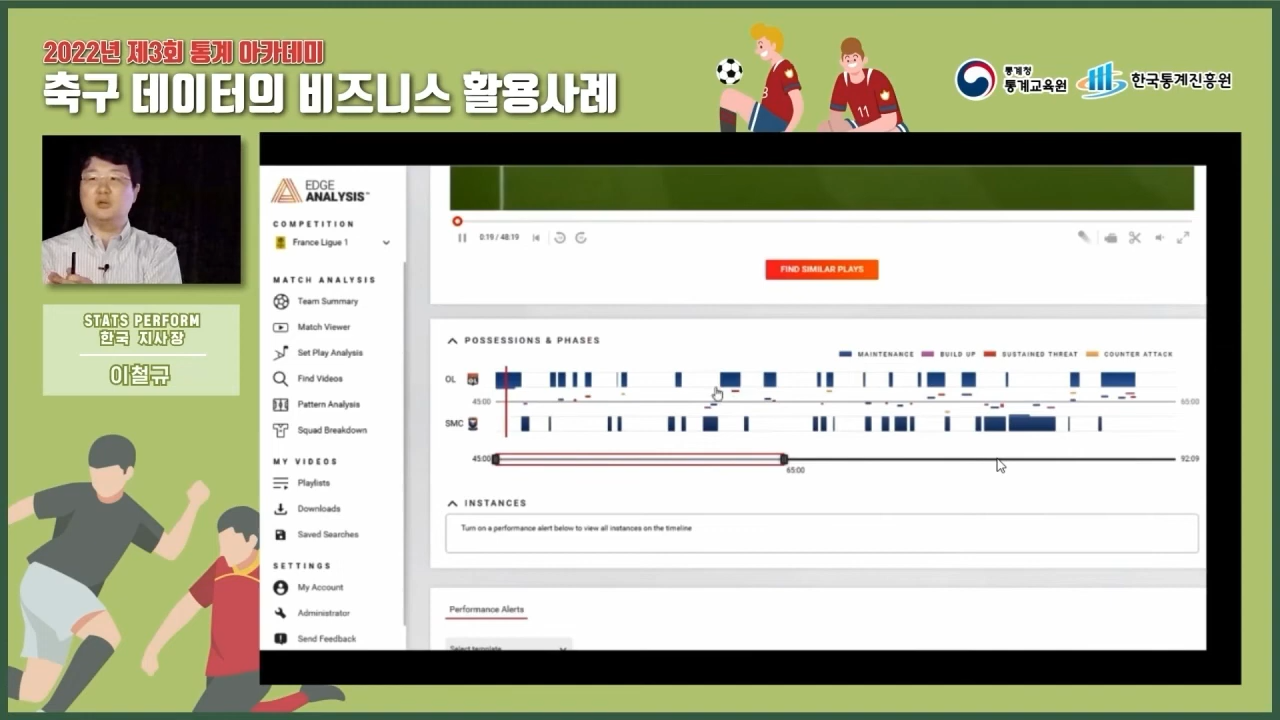 2022년 제3회 통계 아카데미
축구 데이터의 비즈니스 활용사례
통계청
통계교육원
한국통계진흥원
STATS PERFORM
한국 지사장
이철규
EDGE
ANALYSIS™
COMPETITION
France Ligue 1
MATCH ANALYSIS
Team Summary
Match Viewer
Set Play Analysis
Find Videos
Pattern Analysis
Squad Breakdown
MY VIDEOS
Playlists
Downloads
Saved Searches
SETTINGS
My Account
Administrator
Send Feedback
0:19 / 48:19
FIND SIMILAR PLAYS
POSSESSIONS & PHASES
MAINTENANCE BUILD UP SUSTAINED THREAT COUNTER ATTACK
OL
45:00
SMC
45:00 92:09
65:00
INSTANCES
Turn on a performance alert below to view all instances on the timeline
Performance Alerts
Select template
11